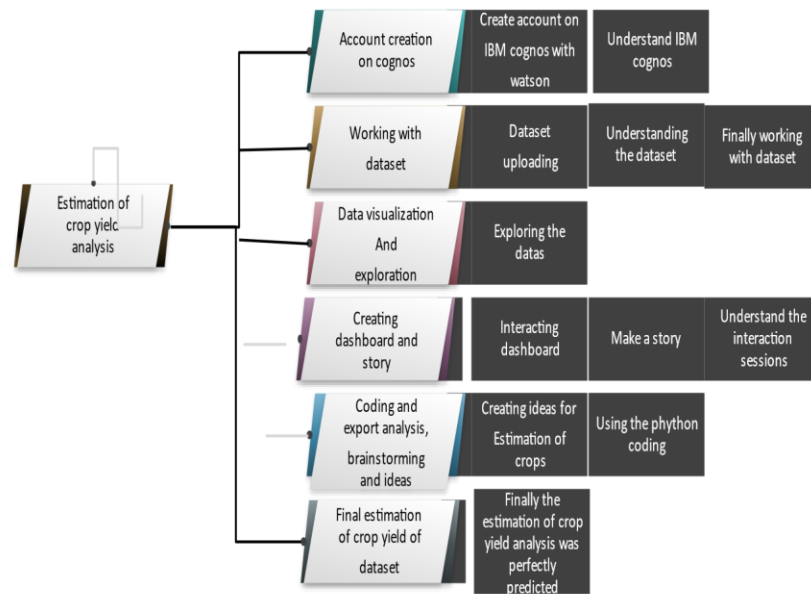 Estimation of
crop yield
analysis
Account creation
on cognos
Create account on
IBM cognos with
watson
Understand IBM
cognos
Working with
dataset
Dataset
uploading
Understanding
the dataset
Finally working
with dataset
Data visualization
And
exploration
Exploring the
datas
Creating
dashboard and
story
Interacting
dashboard
Make a story
Understand the
interaction
sessions
Coding and
export analysis,
brainstorming
and ideas
Creating ideas for
Estimation of
crops
Using the phython
coding
Final estimation
of crop yield of
dataset
Finally the
estimation of crop
yield analysis was
perfectly
predicted